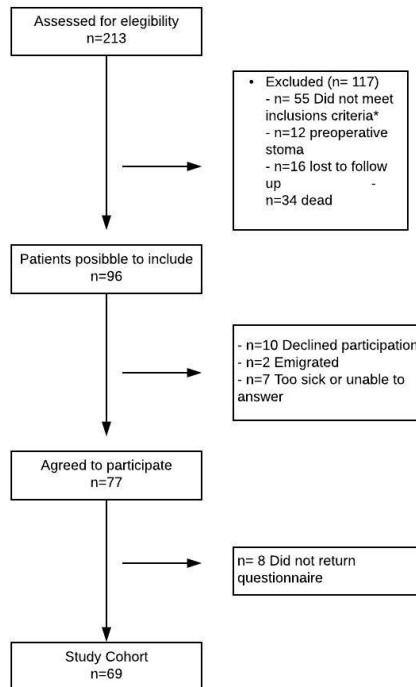 Assessed for elegibility
n=213
• Excluded (n= 117)
- n= 55 Did not meet
inclusions criteria*
- n=12 preoperative
stoma
- n=16 lost to follow
up -
n=34 dead
Patients posibble to include
n=96
- n=10 Declined participation
- n=2 Emigrated
- n=7 Too sick or unable to
answer
Agreed to participate
n=77
n= 8 Did not return
questionnaire
Study Cohort
n=69